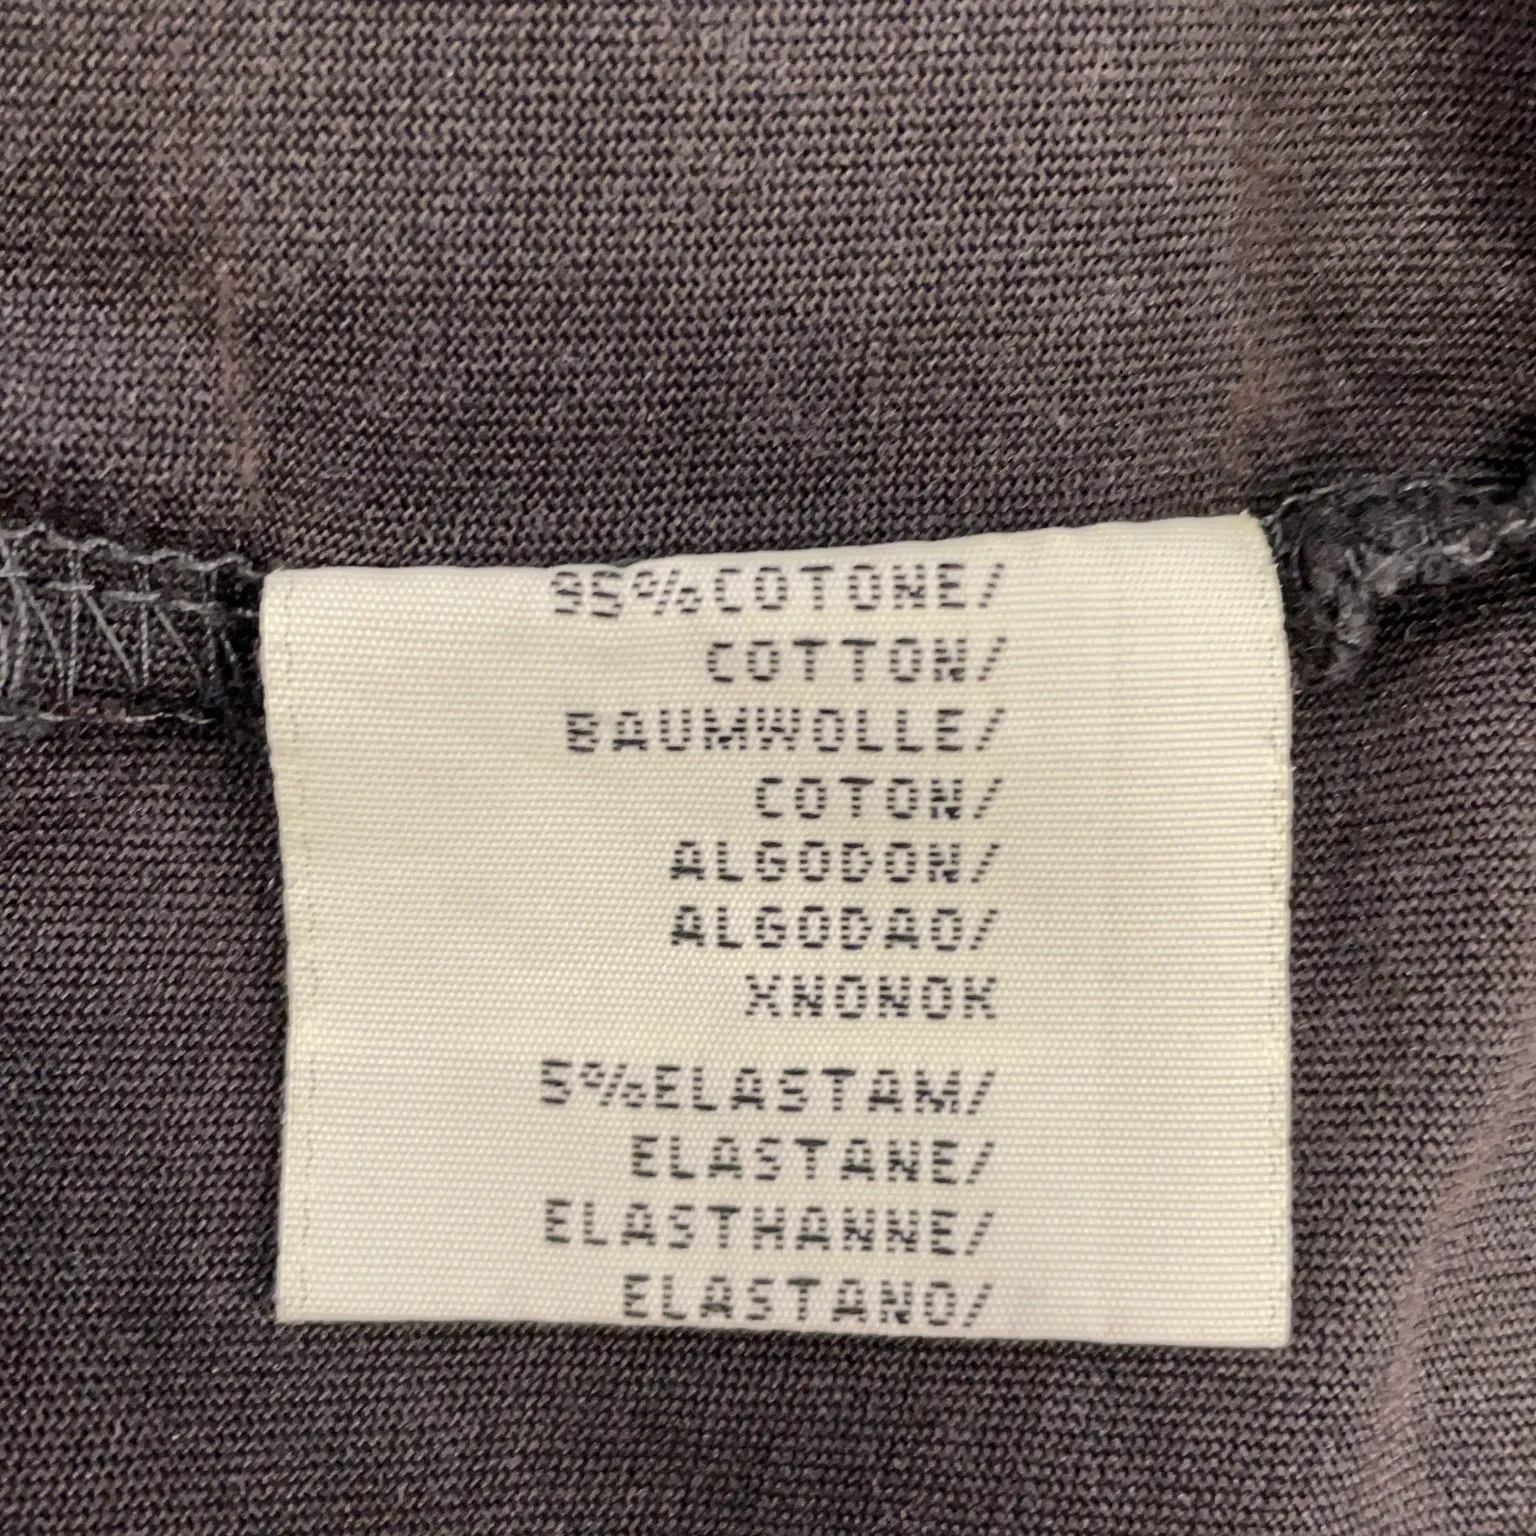 95%COTONE/
COTTON/
BAUMWOLLE/
COTON/
ALGODON/
ALGODAO/
XNONOK
5%ELASTAM/
ELASTANE/
ELASTHANNE/
ELASTANO/